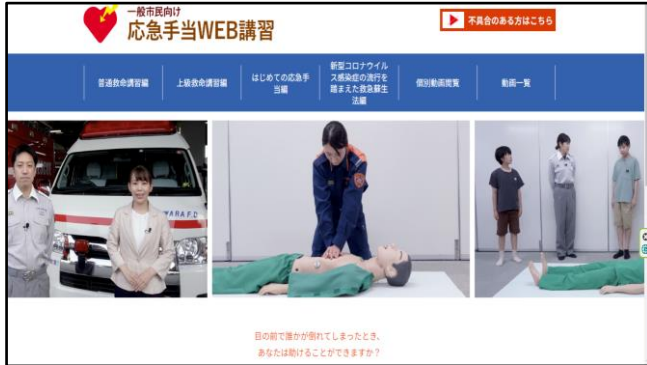 一般市民向け
応急手当WEB講習
不具合のある方はこちら
普通救命講習編
上級救命講習編
はじめての応急手
当編
新型コロナウイル
ス感染症の流行を
踏まえた救急蘇生
法編
個別動画閲覧
動画一覧
WARA F.D
目の前で誰かが倒れてしまったとき、
あなたは助けることができますか？